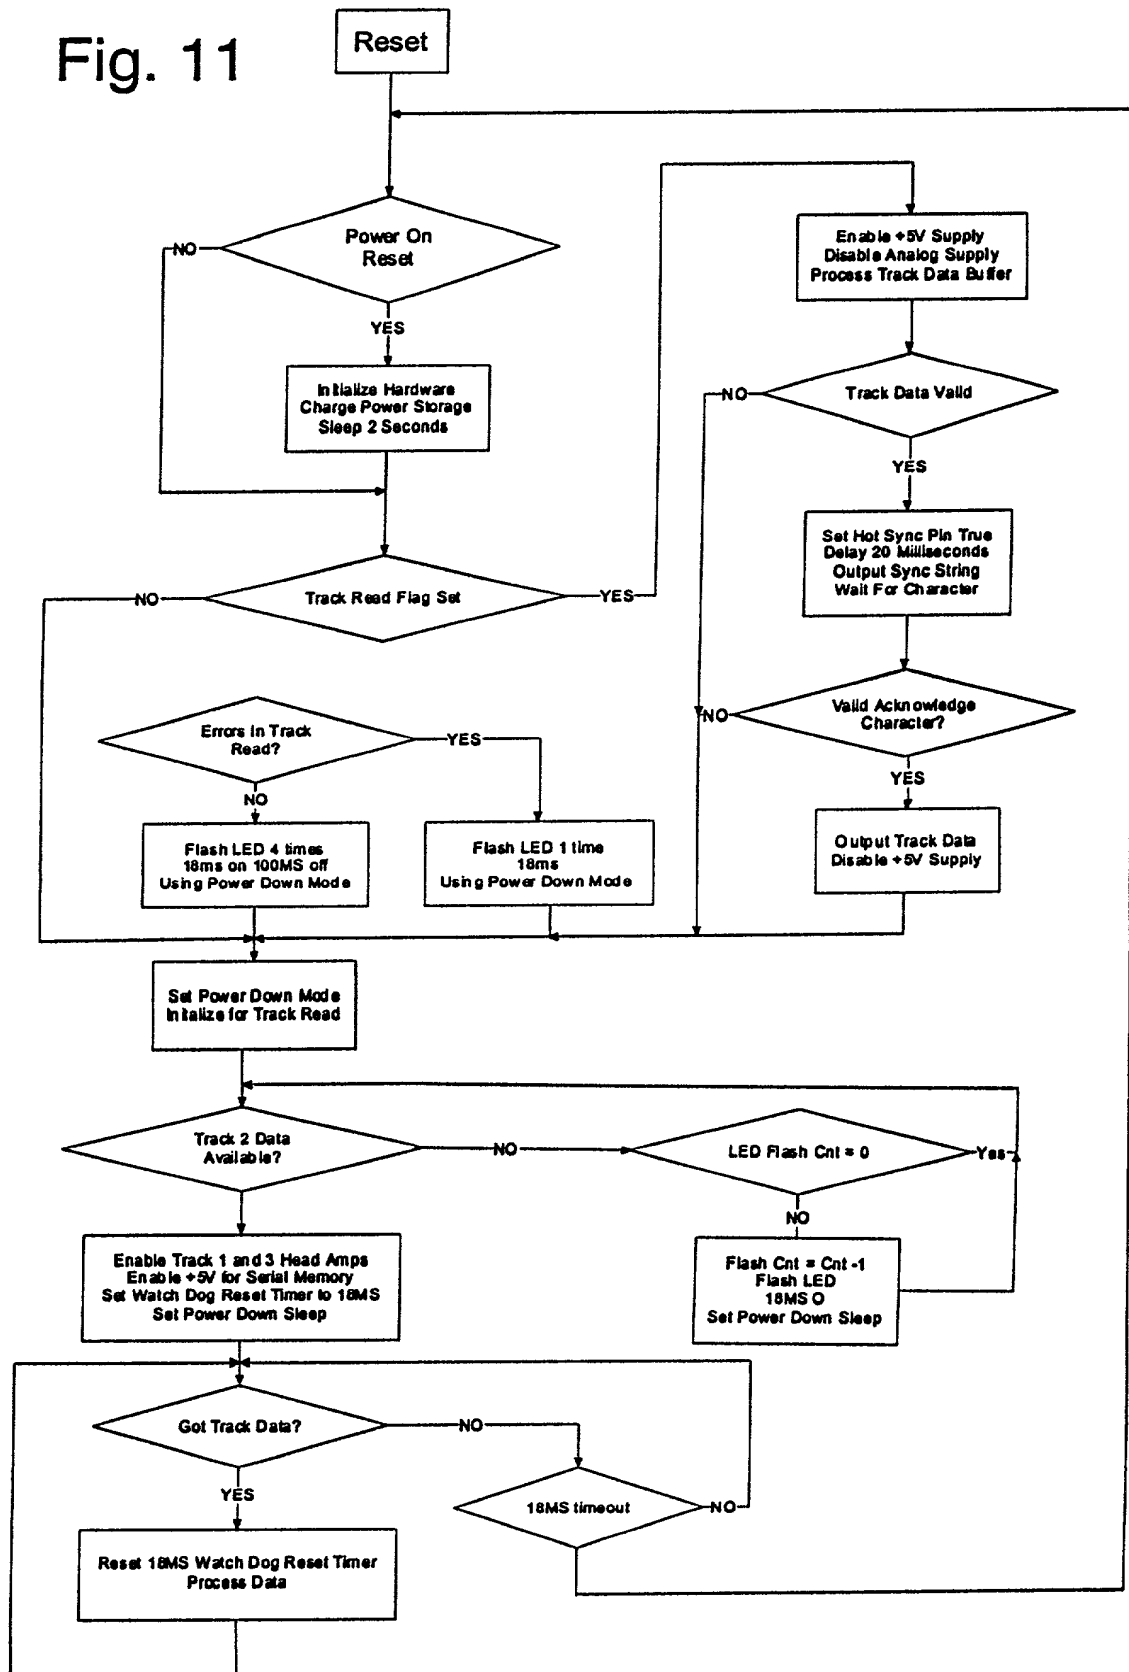 Fig. 11
Reset
Power On
Reset
NO
YES
Initialize Hardware
Charge Power Storage
Sleep 2 Seconds
Track Read Flag Set
NO
YES
Enable +5V Supply
Disable Analog Supply
Process Track Data Buffer
Track Data Valid
NO
YES
Set Hot Sync Pin True
Delay 20 Milliseconds
Output Sync String
Wait For Character
Valid Acknowledge
Character?
NO
YES
Output Track Data
Disable +5V Supply
Errors in Track
Read?
YES
NO
Flash LED 4 times
18ms on 100MS off
Using Power Down Mode
Flash LED 1 time
18ms
Using Power Down Mode
Set Power Down Mode
Initialize for Track Read
Track 2 Data
Available?
NO
LED Flash Cnt = 0
Yes
NO
Flash Cnt = Cnt -1
Flash LED
18MS O
Set Power Down Sleep
Enable Track 1 and 3 Head Amps
Enable +5V for Serial Memory
Set Watch Dog Reset Timer to 18MS
Set Power Down Sleep
Got Track Data?
NO
YES
18MS timeout
NO
Reset 18MS Watch Dog Reset Timer
Process Data